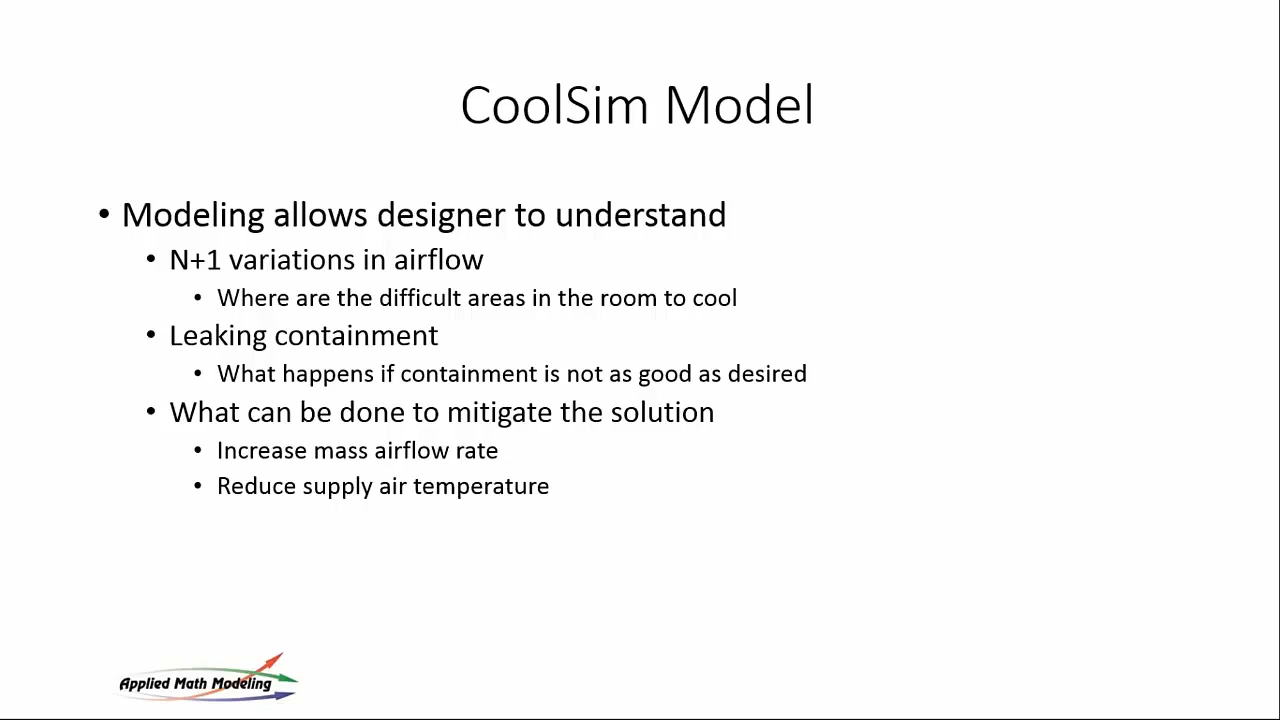 CoolSim Model
• Modeling allows designer to understand
• N+1 variations in airflow
• Where are the difficult areas in the room to cool
• Leaking containment
• What happens if containment is not as good as desired
• What can be done to mitigate the solution
• Increase mass airflow rate
• Reduce supply air temperature
Applied Math Modeling